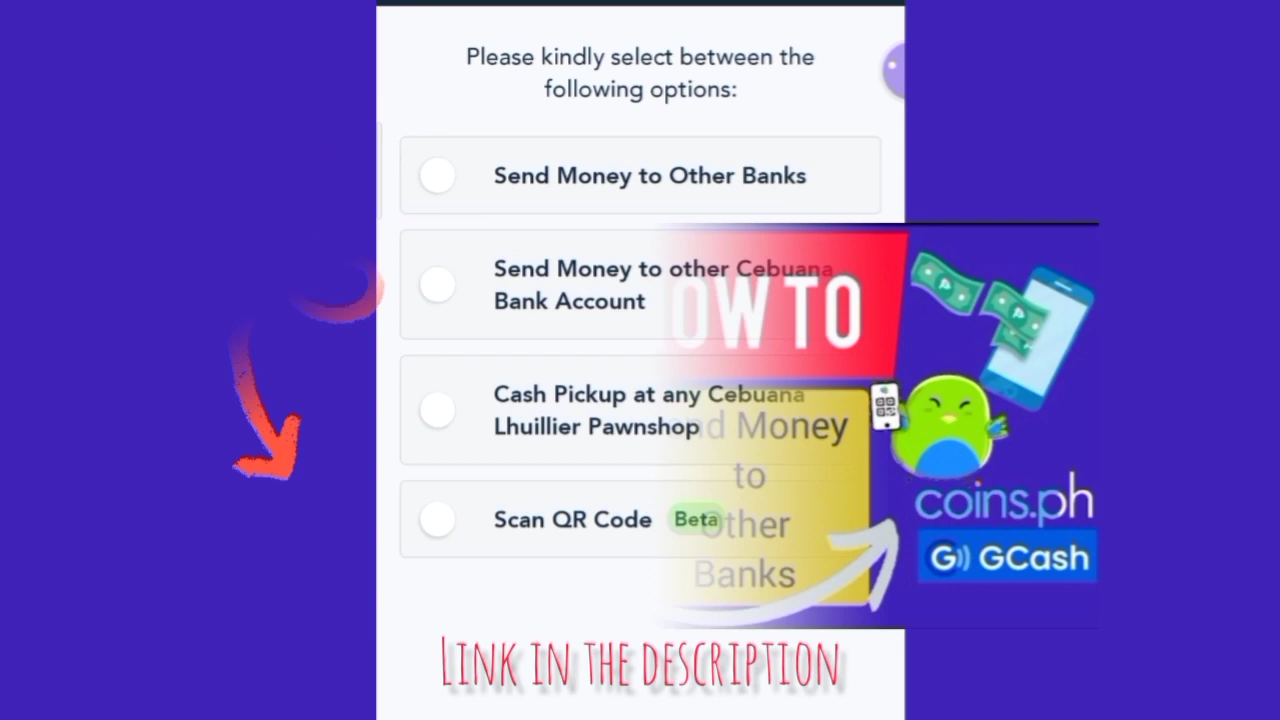 Please kindly select between the
following options:
Send Money to Other Banks
Send Money to other Cebuana
Bank Account
Cash Pickup at any Cebuana
Lhuillier Pawnshop
Scan QR Code Beta
OW TO
nd Money
to
Other
Banks
coins.ph
G GCash
Link in the description